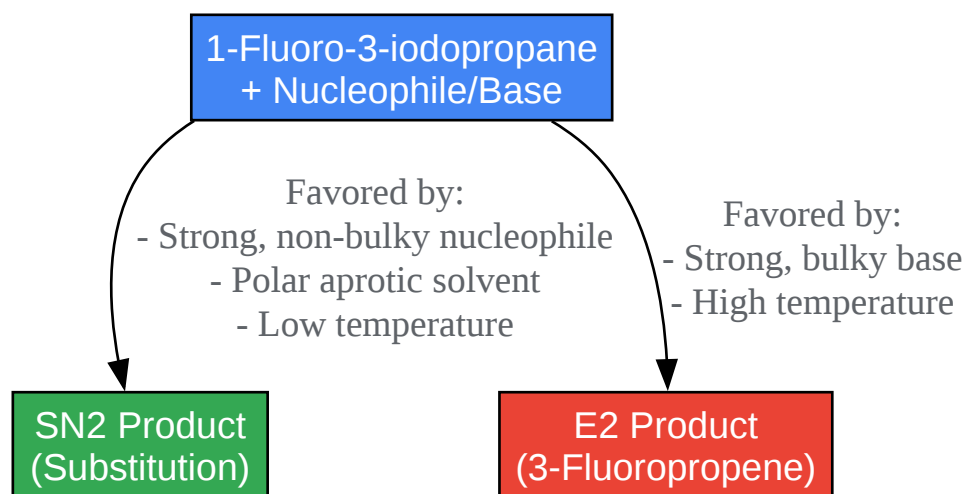 1-Fluoro-3-iodopropane
+ Nucleophile/Base
Favored by:
- Strong, non-bulky nucleophile
- Polar aprotic solvent
- Low temperature
Favored by:
- Strong, bulky base
- High temperature
SN2 Product
(Substitution)
E2 Product
(3-Fluoropropene)